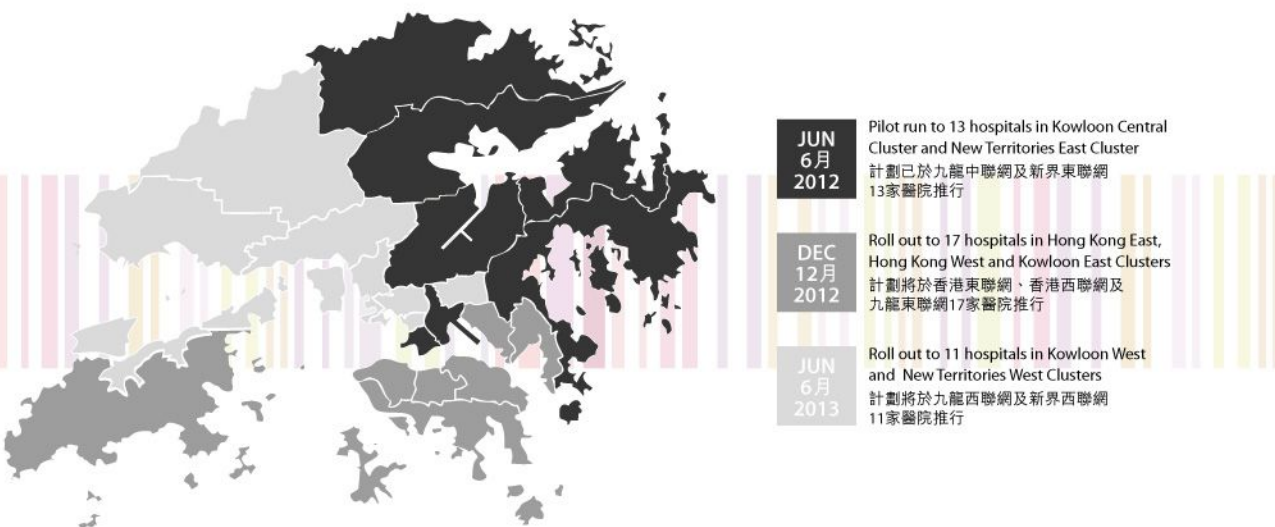 JUN
6月
2012
Pilot run to 13 hospitals in Kowloon Central
Cluster and New Territories East Cluster
計劃已於九龍中聯網及新界東聯網
13家醫院推行
DEC
12月
2012
Roll out to 17 hospitals in Hong Kong East,
Hong Kong West and Kowloon East Clusters
計劃將於香港東聯網、香港西聯網及
九龍東聯網17家醫院推行
JUN
6月
2013
Roll out to 11 hospitals in Kowloon West
and New Territories West Clusters
計劃將於九龍西聯網及新界西聯網
11家醫院推行